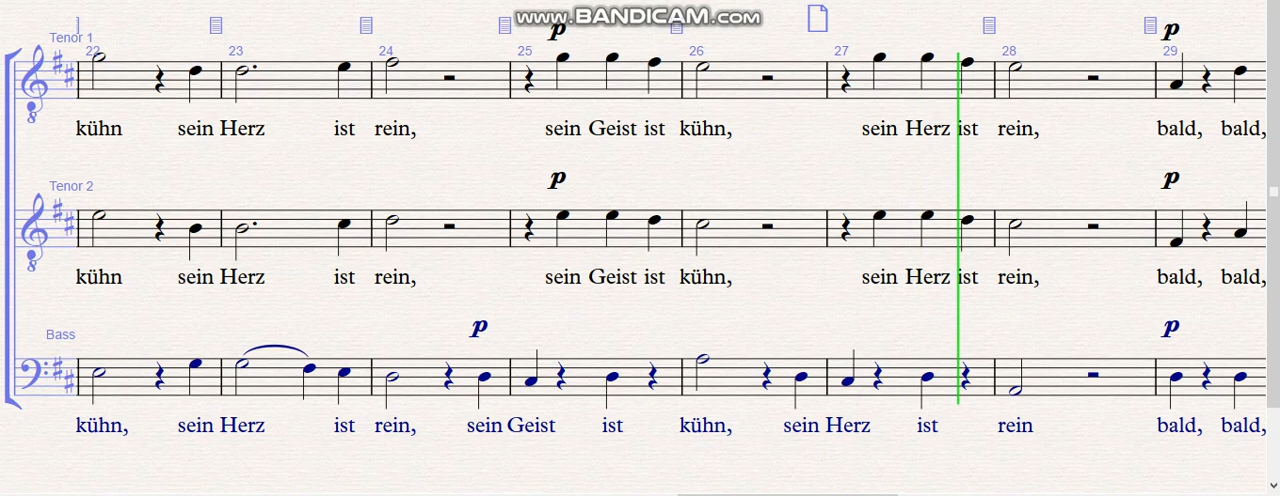 www.BANDICAM.com
p p
Tenor 1
22 23 24 25 26 27 28 29
8
kühn sein Herz ist rein, sein Geist ist kühn, sein Herz ist rein, bald, bald,
p p
Tenor 2
8
kühn sein Herz ist rein, sein Geist ist kühn, sein Herz ist rein, bald, bald,
p p
Bass
kühn, sein Herz ist rein, sein Geist ist kühn, sein Herz ist rein bald, bald,